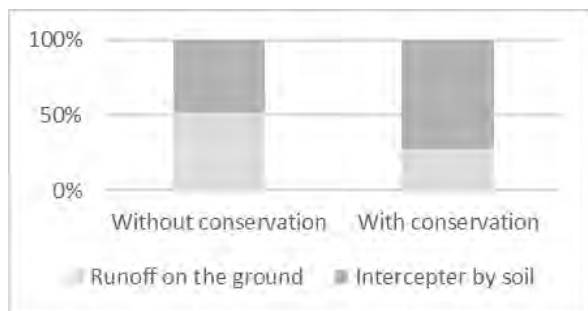 100%
50%
0%
Without conservation With conservation
Runoff on the ground Intercepter by soil